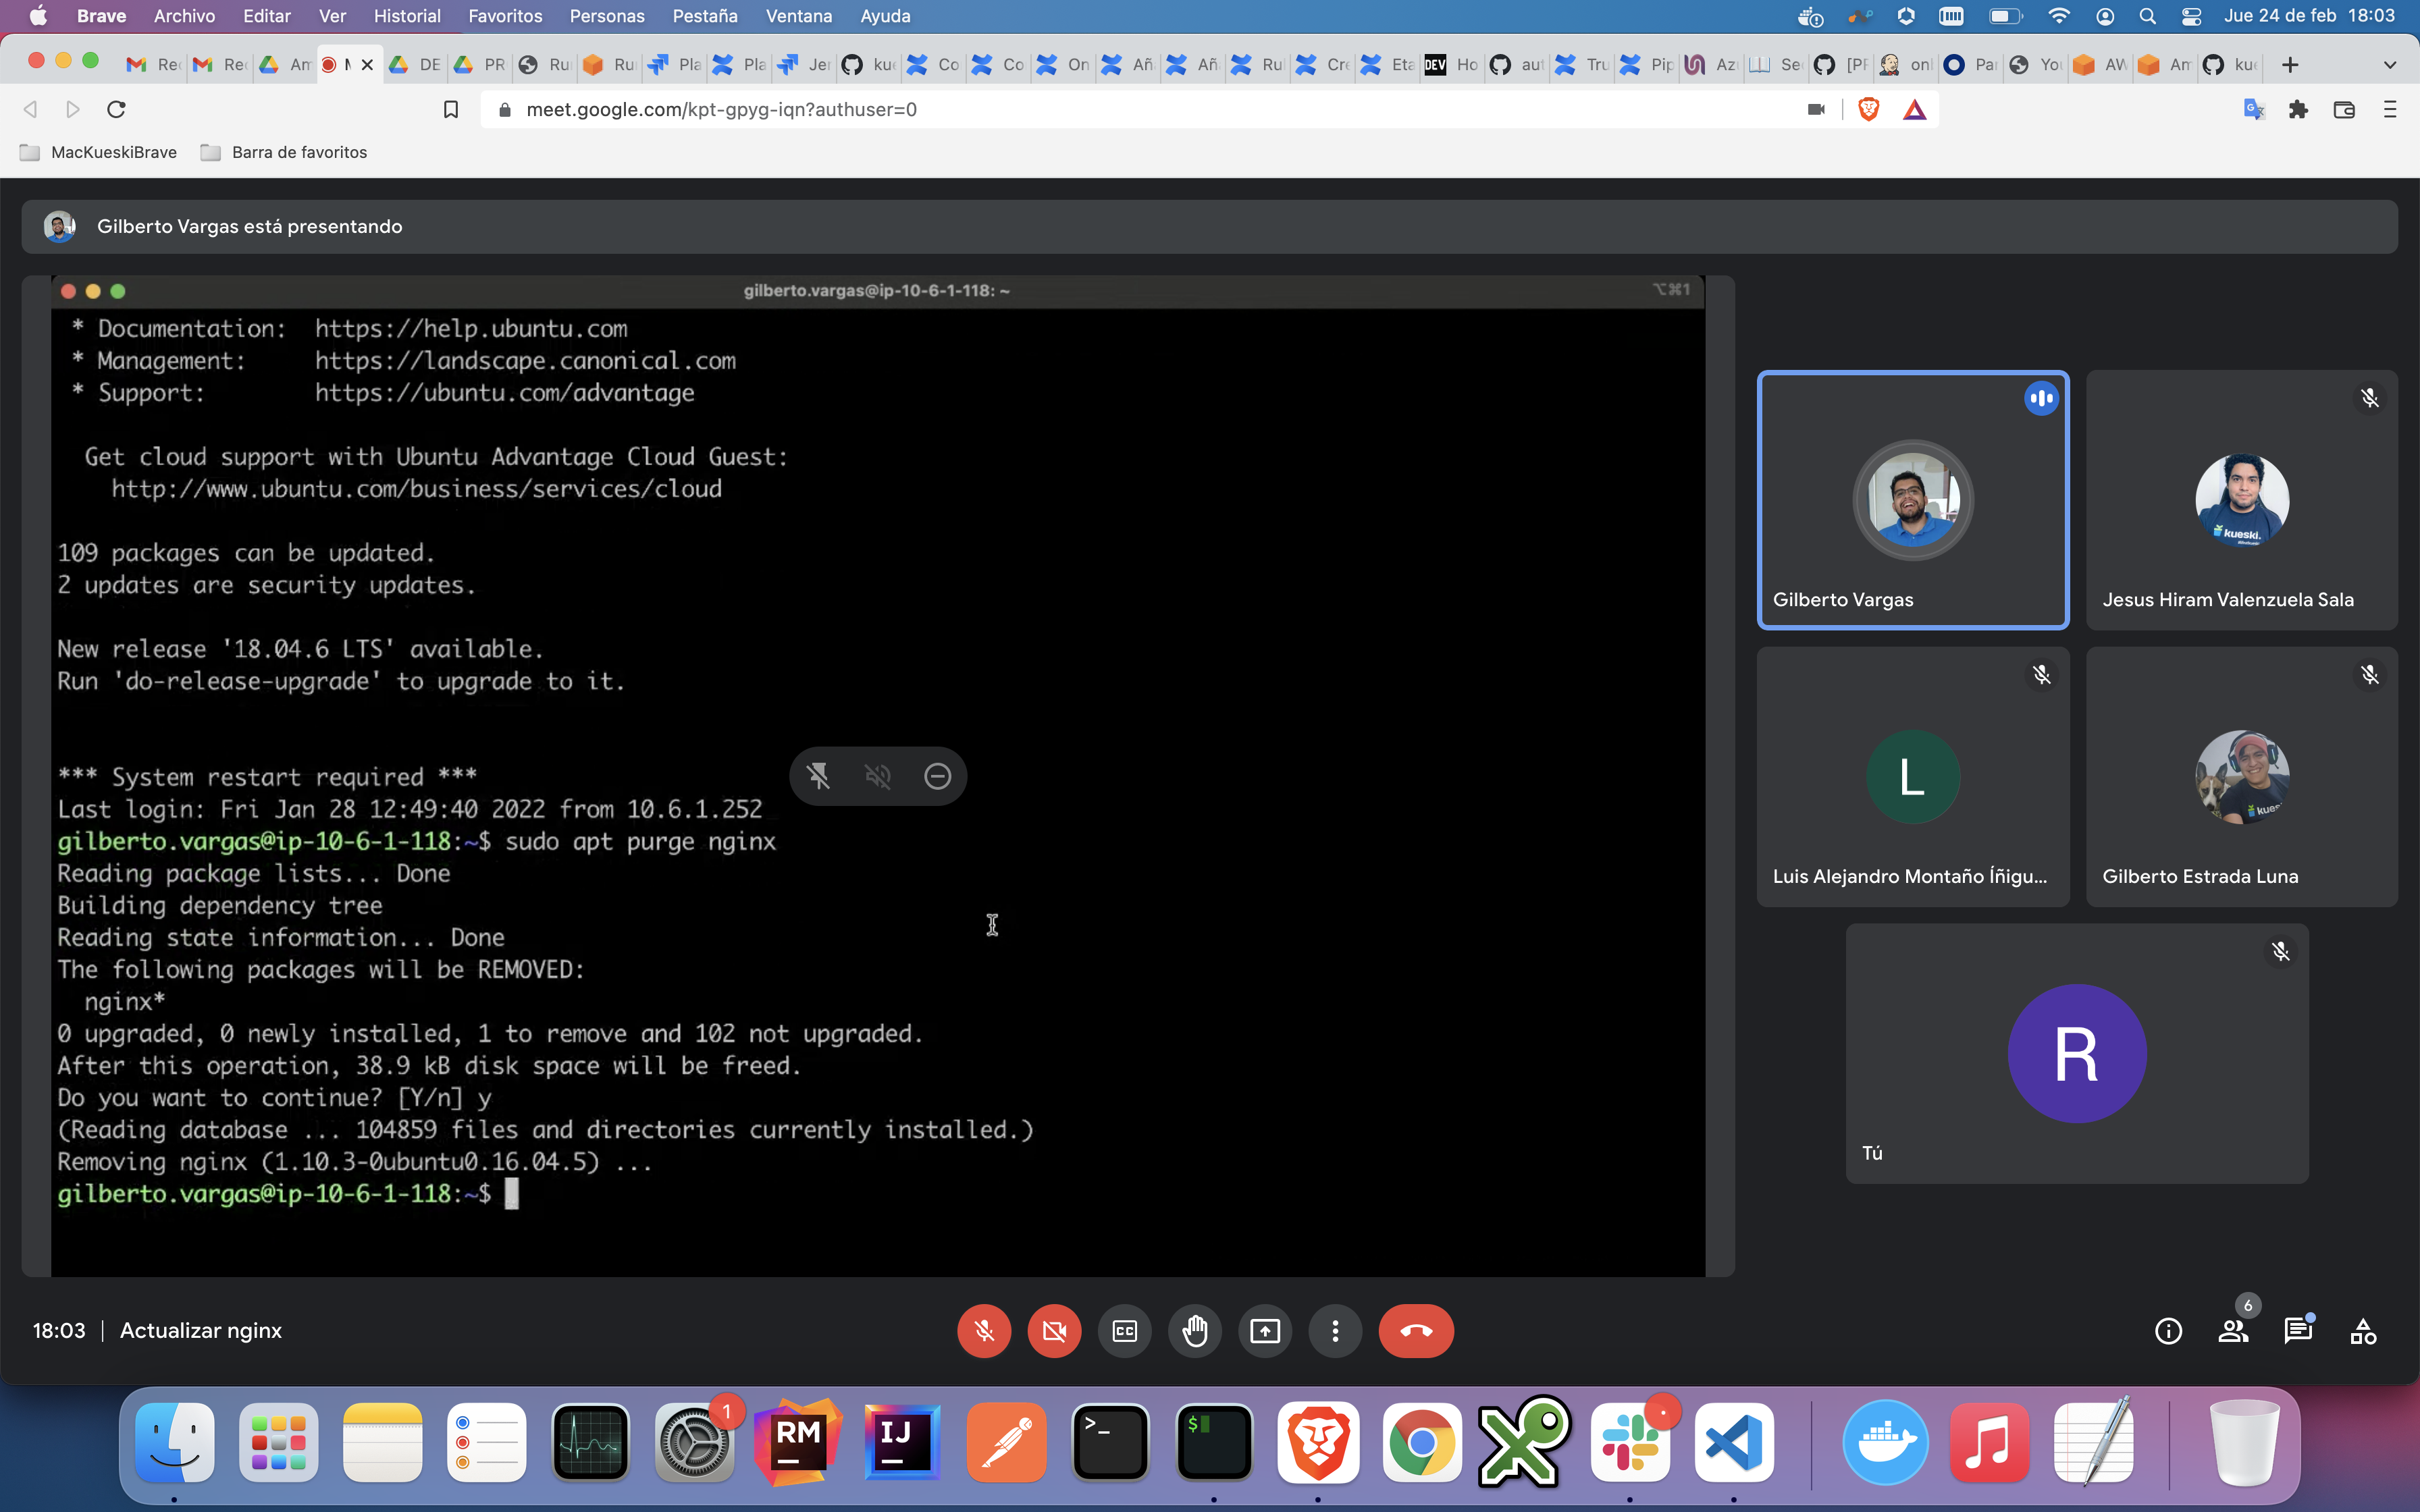 Brave Archivo Editar Ver Historial Favoritos Personas Pestaña Ventana Ayuda Jue 24 de feb 18:03
Re Re Am M DE PR Ru Ru Pla Pla Jer kue Co Co On Añ Añ Ru Cre Eta DEV Ho aut Tru Pip Az Se [PF onl Pa Yo AW Am kue
meet.google.com/kpt-gpyg-iqn?authuser=0
MacKueskiBrave Barra de favoritos
Gilberto Vargas está presentando
gilberto.vargas@ip-10-6-1-118: ~ ⌥⌘1
* Documentation: https://help.ubuntu.com
* Management: https://landscape.canonical.com
* Support: https://ubuntu.com/advantage
Get cloud support with Ubuntu Advantage Cloud Guest:
http://www.ubuntu.com/business/services/cloud
109 packages can be updated.
2 updates are security updates.
New release '18.04.6 LTS' available.
Run 'do-release-upgrade' to upgrade to it.
*** System restart required ***
Last login: Fri Jan 28 12:49:40 2022 from 10.6.1.252
gilberto.vargas@ip-10-6-1-118:~$ sudo apt purge nginx
Reading package lists... Done
Building dependency tree
Reading state information... Done
The following packages will be REMOVED:
nginx*
0 upgraded, 0 newly installed, 1 to remove and 102 not upgraded.
After this operation, 38.9 kB disk space will be freed.
Do you want to continue? [Y/n] y
(Reading database ... 104859 files and directories currently installed.)
Removing nginx (1.10.3-0ubuntu0.16.04.5) ...
gilberto.vargas@ip-10-6-1-118:~$
kueski.
Gilberto Vargas
Jesus Hiram Valenzuela Sala
L
kues
Luis Alejandro Montaño Íñigu...
Gilberto Estrada Luna
R
Tú
18:03 | Actualizar nginx
CC
6
1
RM
IJ
>_
$